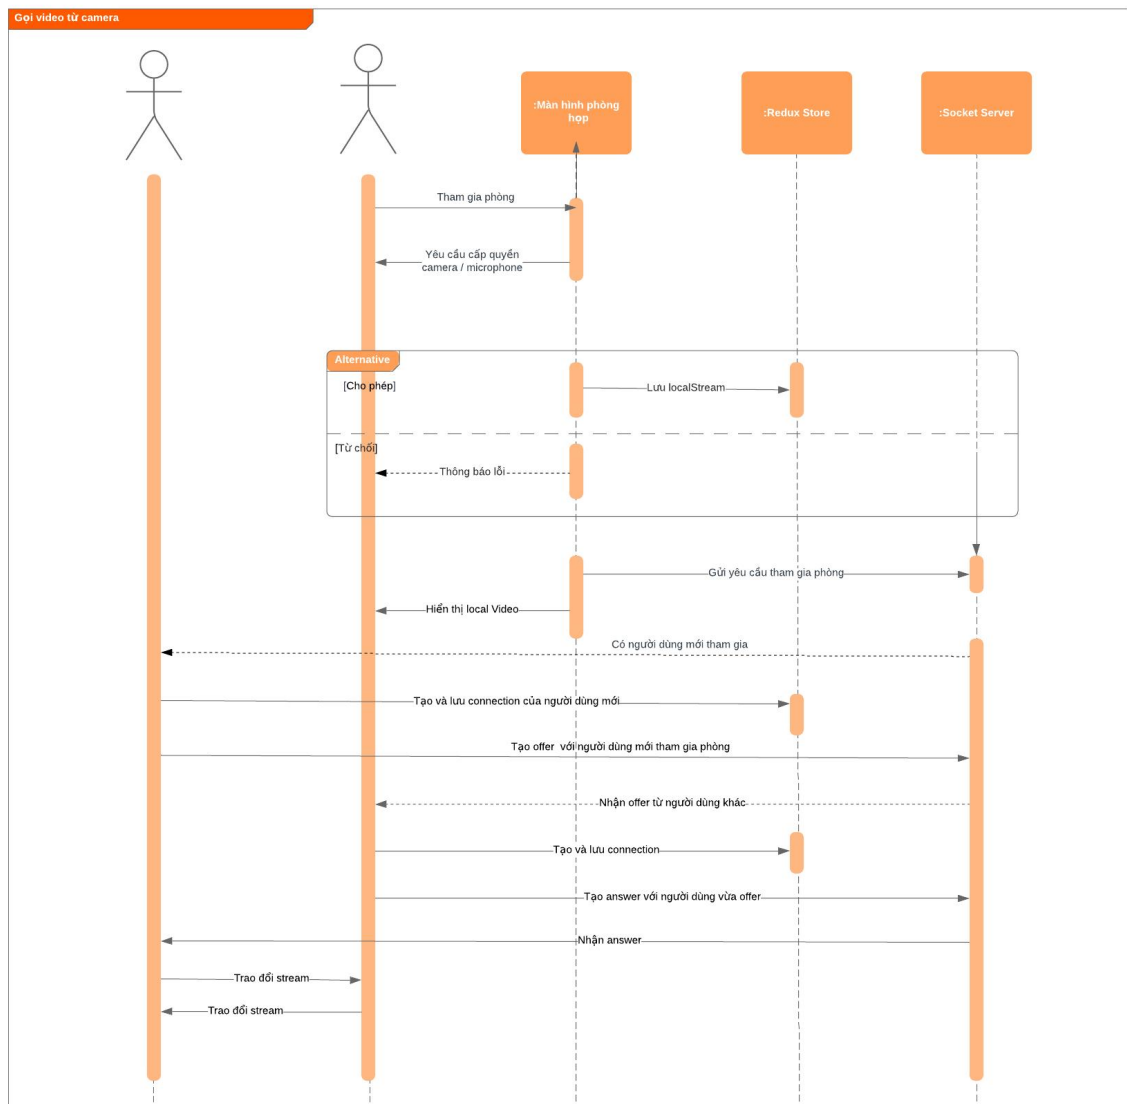 Gọi video từ camera
:Màn hình phòng
họp
:Redux Store
:Socket Server
Tham gia phòng
Yêu cầu cấp quyền
camera / microphone
Alternative
[Cho phép]
Lưu localStream
[Từ chối]
Thông báo lỗi
Gửi yêu cầu tham gia phòng
Hiển thị local Video
Có người dùng mới tham gia
Tạo và lưu connection của người dùng mới
Tạo offer với người dùng mới tham gia phòng
Nhận offer từ người dùng khác
Tạo và lưu connection
Tạo answer với người dùng vừa offer
Nhận answer
Trao đổi stream
Trao đổi stream